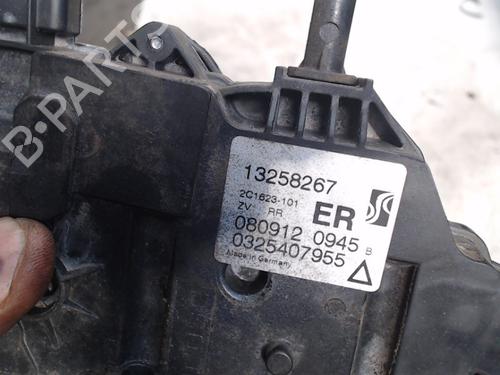 B-PARTS
13258267
2C1623-101
ZV RR
ER
080912 0945 B
0325407955
Made in Germany